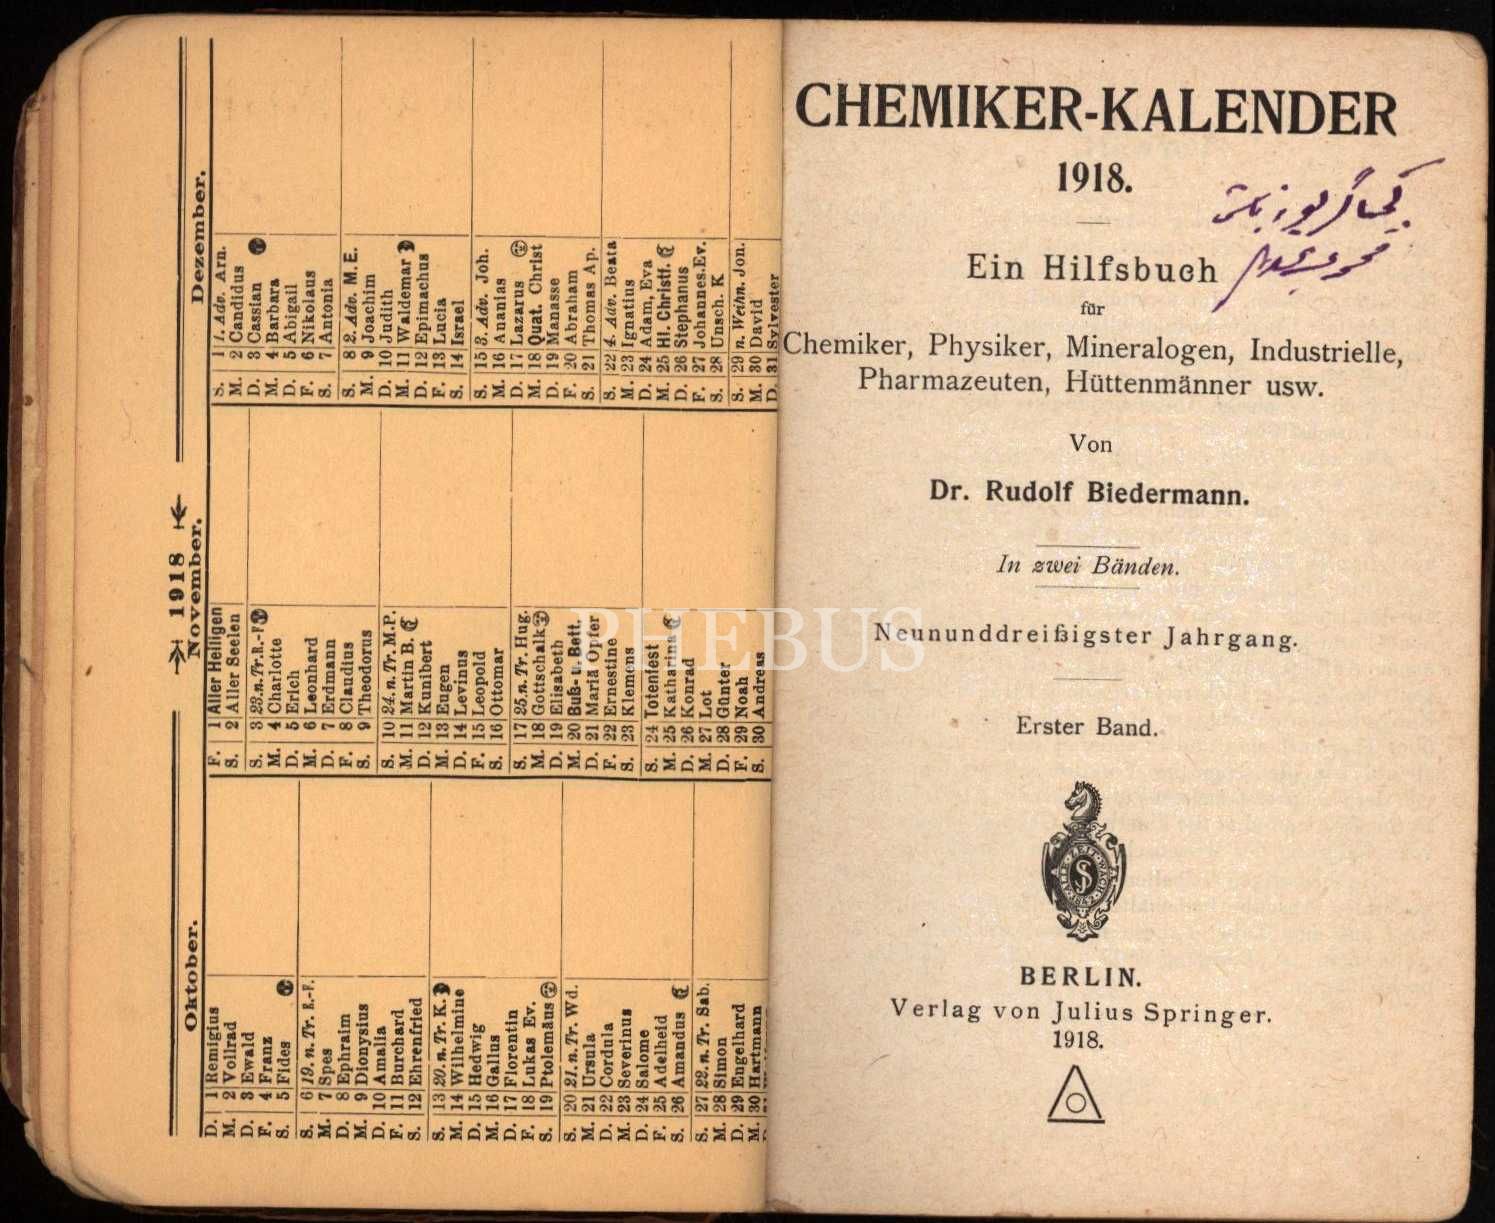 1918
Oktober.
D. 1 Remigius
M. 2 Vollrad
D. 3 Ewald
F. 4 Franz
S. 5 Fides
S. 6 19. n. Tr. E.-F.
M. 7 Spes
D. 8 Ephraim
M. 9 Dionysius
D. 10 Amalia
F. 11 Burchard
S. 12 Ehrenfried
S. 13 20. n. Tr. K.
M. 14 Wilhelmine
D. 15 Hedwig
M. 16 Gallus
D. 17 Florentin
F. 18 Lukas Ev.
S. 19 Ptolemäus
S. 20 21. n. Tr. Wd.
M. 21 Ursula
D. 22 Cordula
M. 23 Severinus
D. 24 Salome
F. 25 Adelheid
S. 26 Amandus
S. 27 22. n. Tr. Sab.
M. 28 Simon
D. 29 Engelhard
M. 30 Hartmann
November.
F. 1 Aller Heiligen
S. 2 Aller Seelen
S. 3 23. n. Tr. R.-F
M. 4 Charlotte
D. 5 Erich
M. 6 Leonhard
D. 7 Erdmann
F. 8 Claudius
S. 9 Theodorus
S. 10 24. n. Tr. M.P.
M. 11 Martin B.
D. 12 Kunibert
M. 13 Eugen
D. 14 Levinus
F. 15 Leopold
S. 16 Ottomar
S. 17 25. n. Tr. Hug.
M. 18 Gottschalk
D. 19 Elisabeth
M. 20 Buß- u. Bett.
D. 21 Mariä Opfer
F. 22 Ernestine
S. 23 Klemens
S. 24 Totenfest
M. 25 Katharina
D. 26 Konrad
M. 27 Lot
D. 28 Günter
F. 29 Noah
S. 30 Andreas
Dezember.
S. 1 1. Adv. Arn.
M. 2 Candidus
D. 3 Cassian
M. 4 Barbara
D. 5 Abigail
F. 6 Nikolaus
S. 7 Antonia
S. 8 2. Adv. M. E.
M. 9 Joachim
D. 10 Judith
M. 11 Waldemar
D. 12 Epimachus
F. 13 Lucia
S. 14 Israel
S. 15 3. Adv. Joh.
M. 16 Ananias
D. 17 Lazarus
M. 18 Quat. Christ
D. 19 Manasse
F. 20 Abraham
S. 21 Thomas Ap.
S. 22 4. Adv. Beata
M. 23 Ignatius
D. 24 Adam, Eva
M. 25 Hl. Christf.
D. 26 Stephanus
F. 27 Johannes.Ev.
S. 28 Unsch. K
S. 29 n. Weihn. Jon.
M. 30 David
D. 31 Sylvester
CHEMIKER-KALENDER
1918.
Ein Hilfsbuch
für
Chemiker, Physiker, Mineralogen, Industrielle,
Pharmazeuten, Hüttenmänner usw.
Von
Dr. Rudolf Biedermann.
In zwei Bänden.
Neununddreißigster Jahrgang.
Erster Band.
ALLE·ZEIT·WACH
1842
BERLIN.
Verlag von Julius Springer.
1918.
PHEBUS